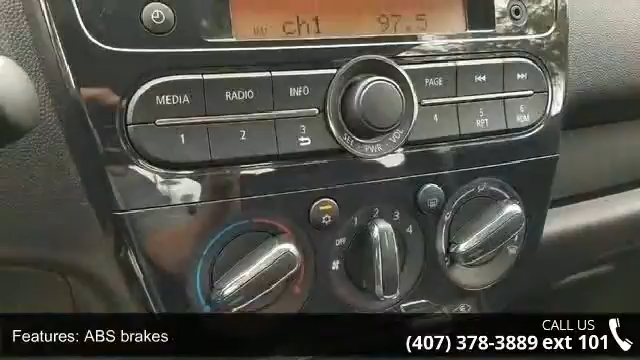 ch1 97.5
MEDIA RADIO INFO PAGE
1 2 3 4 5 RPT 6 RDM
SEL - PWR - VOL
OFF 1 2 3 4
Features: ABS brakes
CALL US
(407) 378-3889 ext 101